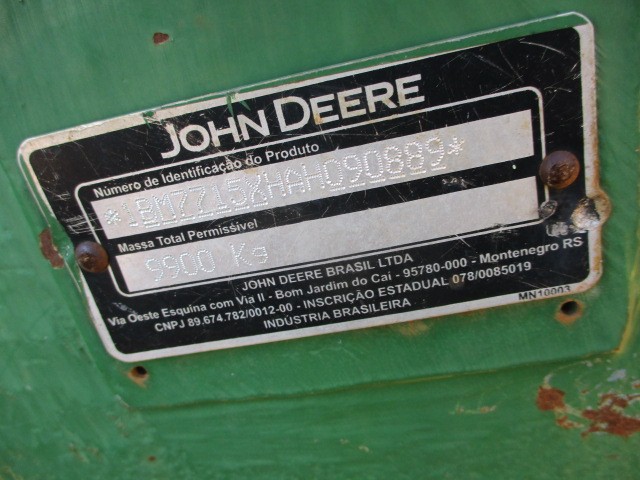 JOHN DEERE
Número de Identificação do Produto
*1BMZZ15XHAH090889*
Massa Total Permissível
9900 Kg
JOHN DEERE BRASIL LTDA
Via Oeste Esquina com Via II - Bom Jardim do Cai - 95780-000 - Montenegro RS
CNPJ 89.674.782/0012-00 - INSCRIÇÃO ESTADUAL 078/0085019
INDÚSTRIA BRASILEIRA
MN10003